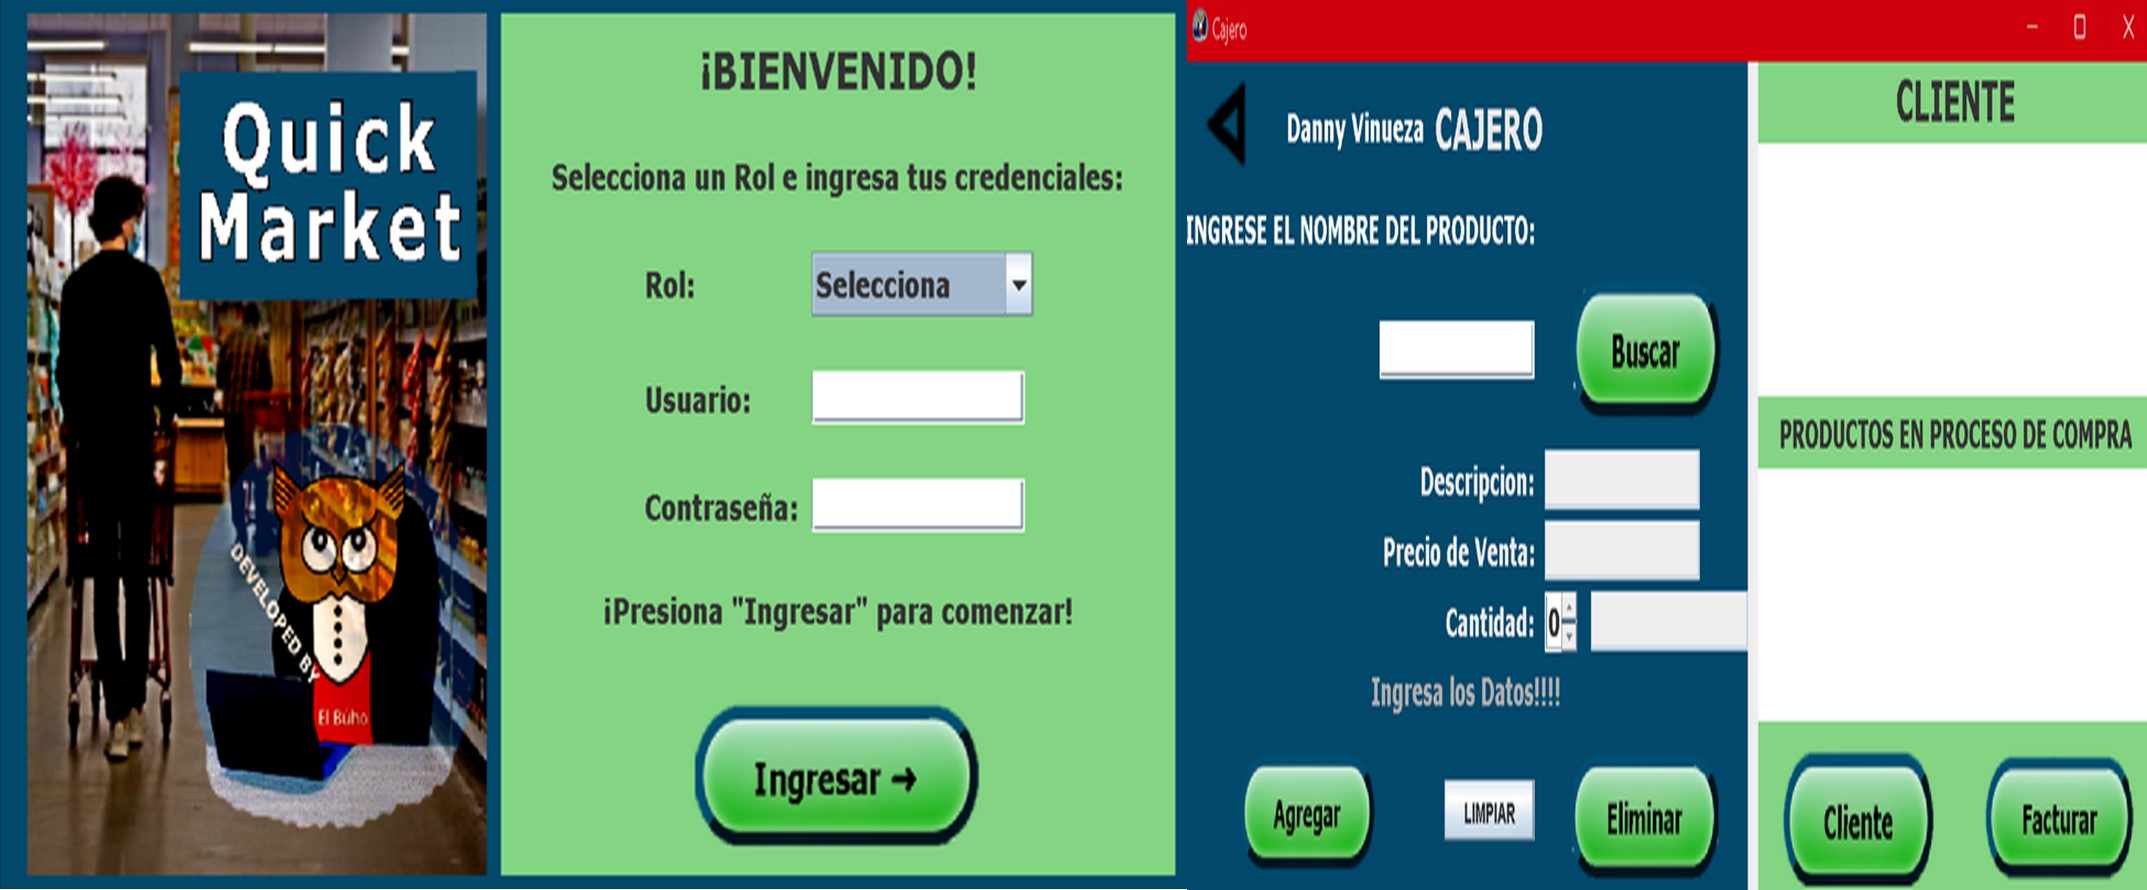 Quick
Market
DEVELOPED BY
El Búho
¡BIENVENIDO!
Selecciona un Rol e ingresa tus credenciales:
Rol:
Selecciona
Usuario:
Contraseña:
¡Presiona "Ingresar" para comenzar!
Ingresar ➜
Cajero
Danny Vinueza CAJERO
INGRESE EL NOMBRE DEL PRODUCTO:
Buscar
Descripcion:
Precio de Venta:
Cantidad: 0
Ingresa los Datos!!!!
Agregar
LIMPIAR
Eliminar
CLIENTE
PRODUCTOS EN PROCESO DE COMPRA
Cliente
Facturar